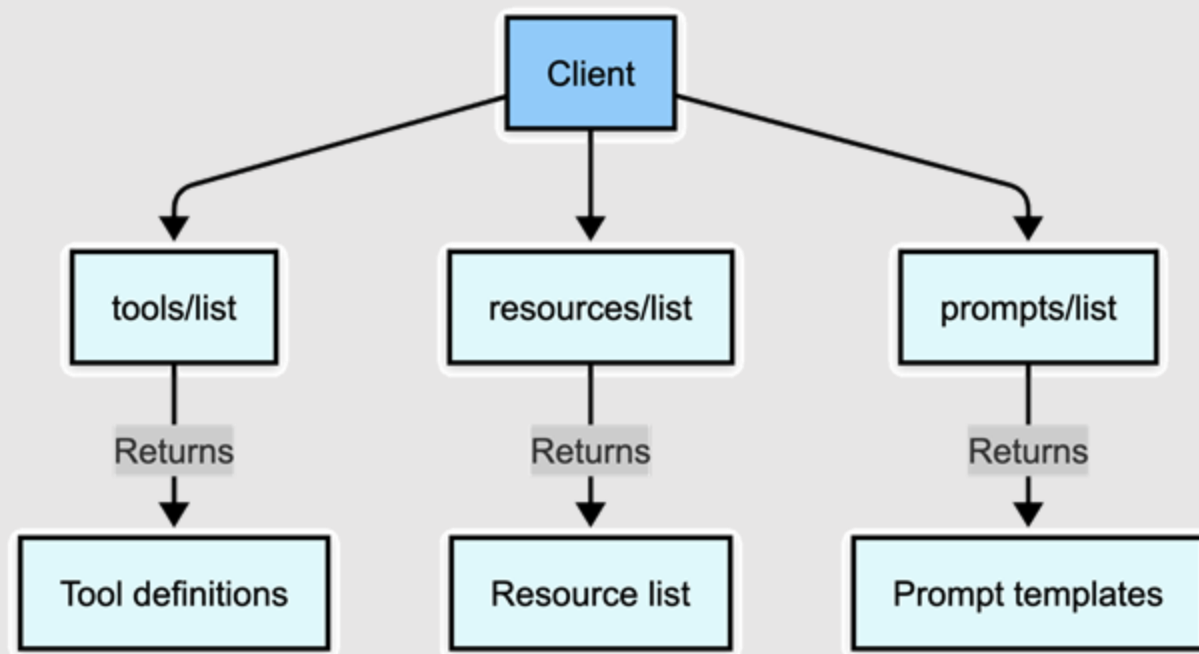 Client
tools/list
resources/list
prompts/list
Returns
Returns
Returns
Tool definitions
Resource list
Prompt templates